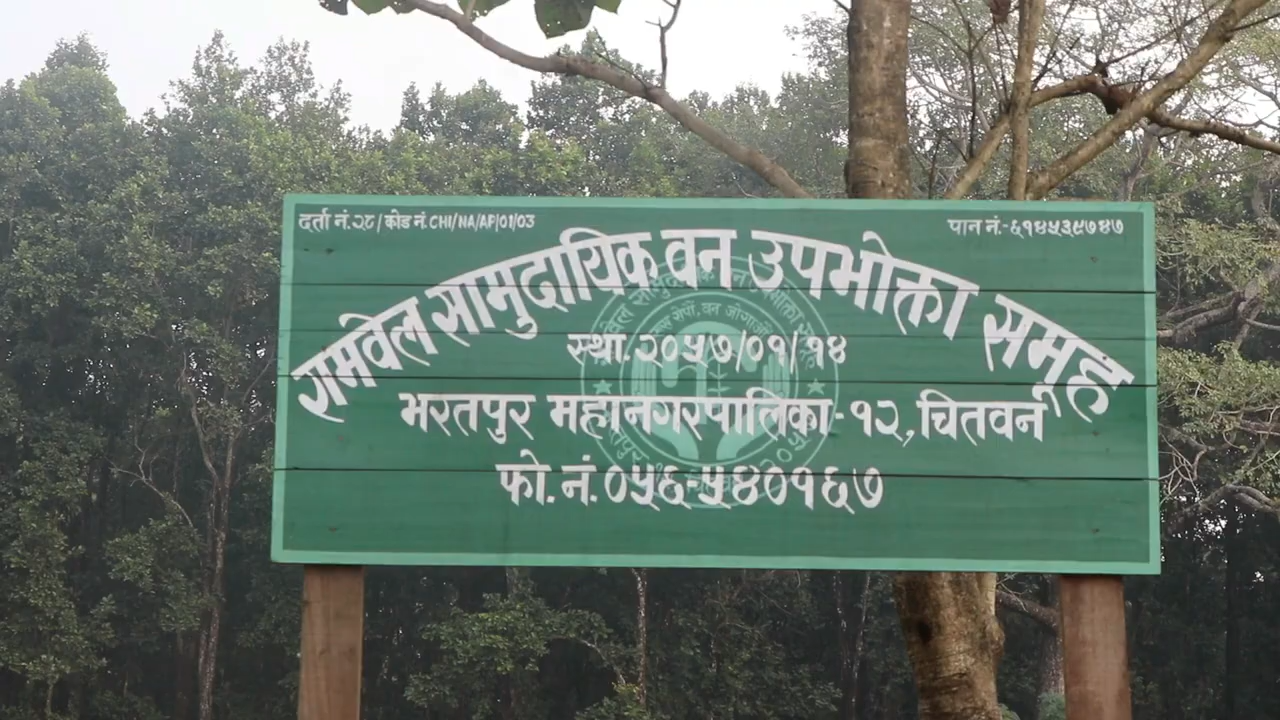 दर्ता नं.२८/ कोड नं. CHI/NA/AP/01/03
पान नं.-६१४५३९७४७
रामवेल सामुदायिक वन उपभोक्ता समूह
स्था. २०५७/०१/१४
भरतपुर महानगरपालिका-१२, चितवन
फो. नं. ०५६-५४०१६७